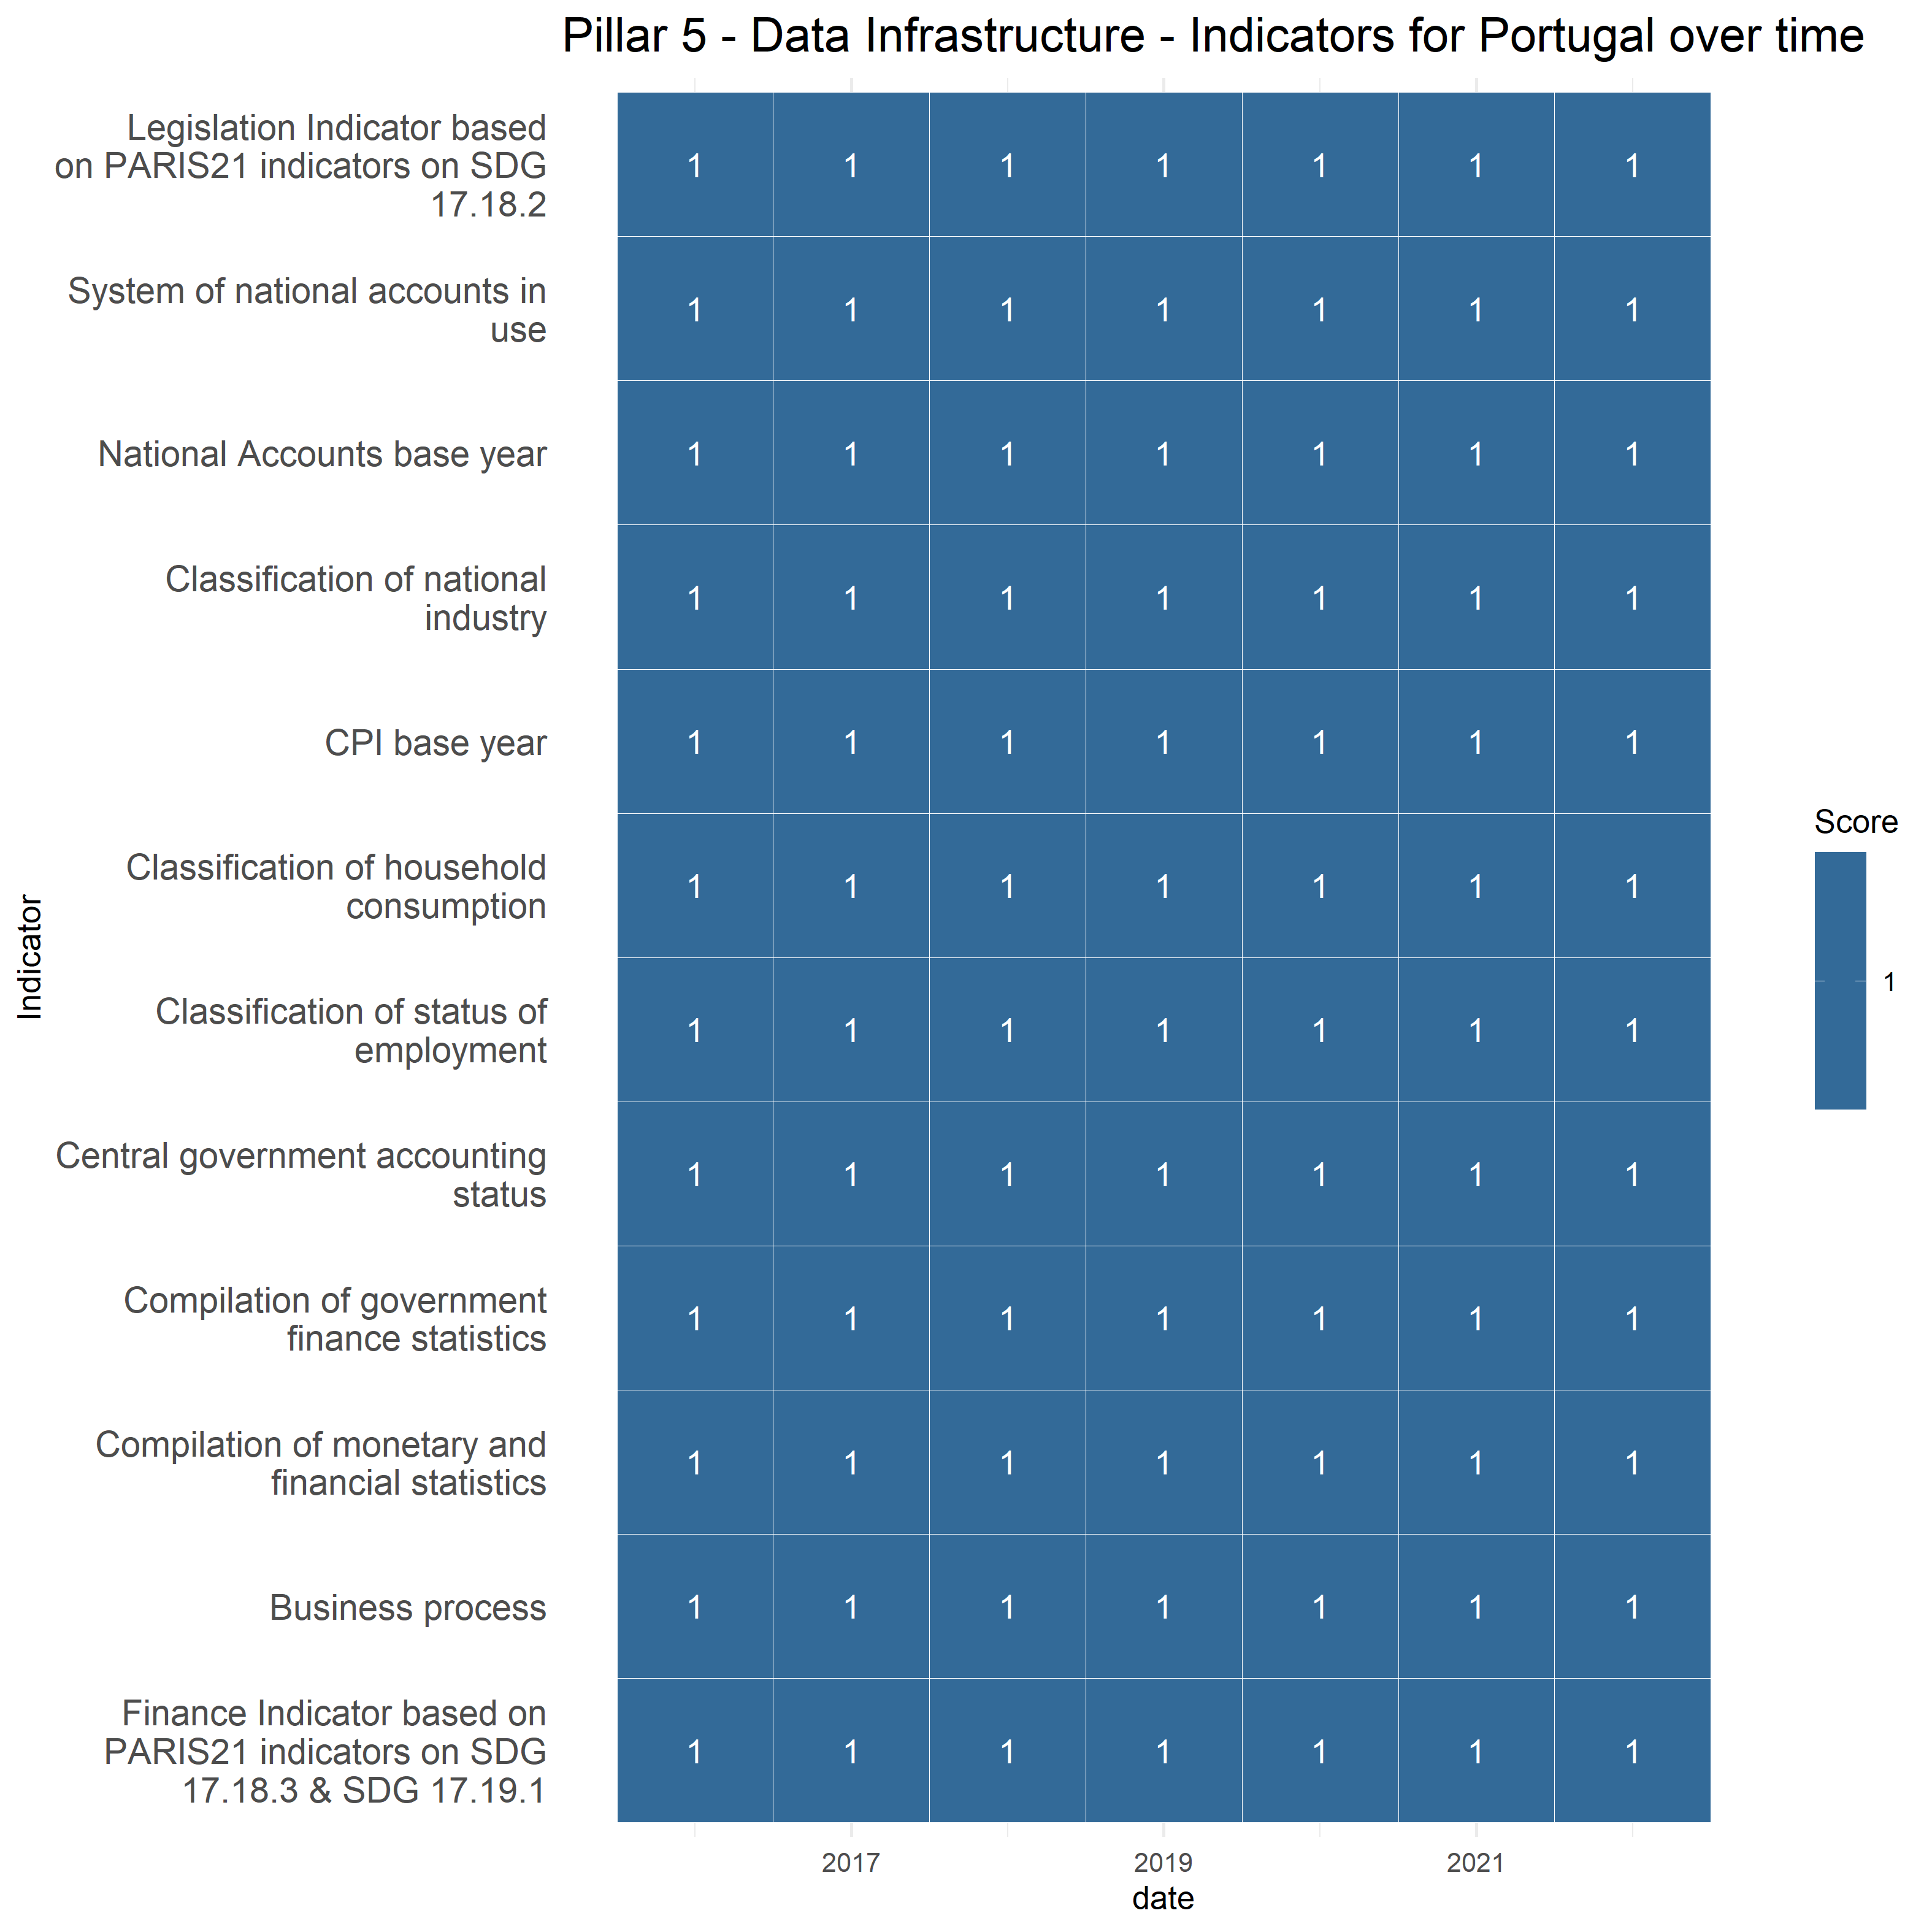 Pillar 5 - Data Infrastructure - Indicators for Portugal over time
Legislation Indicator based
on PARIS21 indicators on SDG
17.18.2
1 1 1 1 1 1 1
System of national accounts in
use
1 1 1 1 1 1 1
National Accounts base year
1 1 1 1 1 1 1
Classification of national
industry
1 1 1 1 1 1 1
CPI base year
1 1 1 1 1 1 1
Classification of household
consumption
1 1 1 1 1 1 1
Classification of status of
employment
1 1 1 1 1 1 1
Central government accounting
status
1 1 1 1 1 1 1
Compilation of government
finance statistics
1 1 1 1 1 1 1
Compilation of monetary and
financial statistics
1 1 1 1 1 1 1
Business process
1 1 1 1 1 1 1
Finance Indicator based on
PARIS21 indicators on SDG
17.18.3 & SDG 17.19.1
1 1 1 1 1 1 1
2017 2019 2021
date
Indicator
Score
1